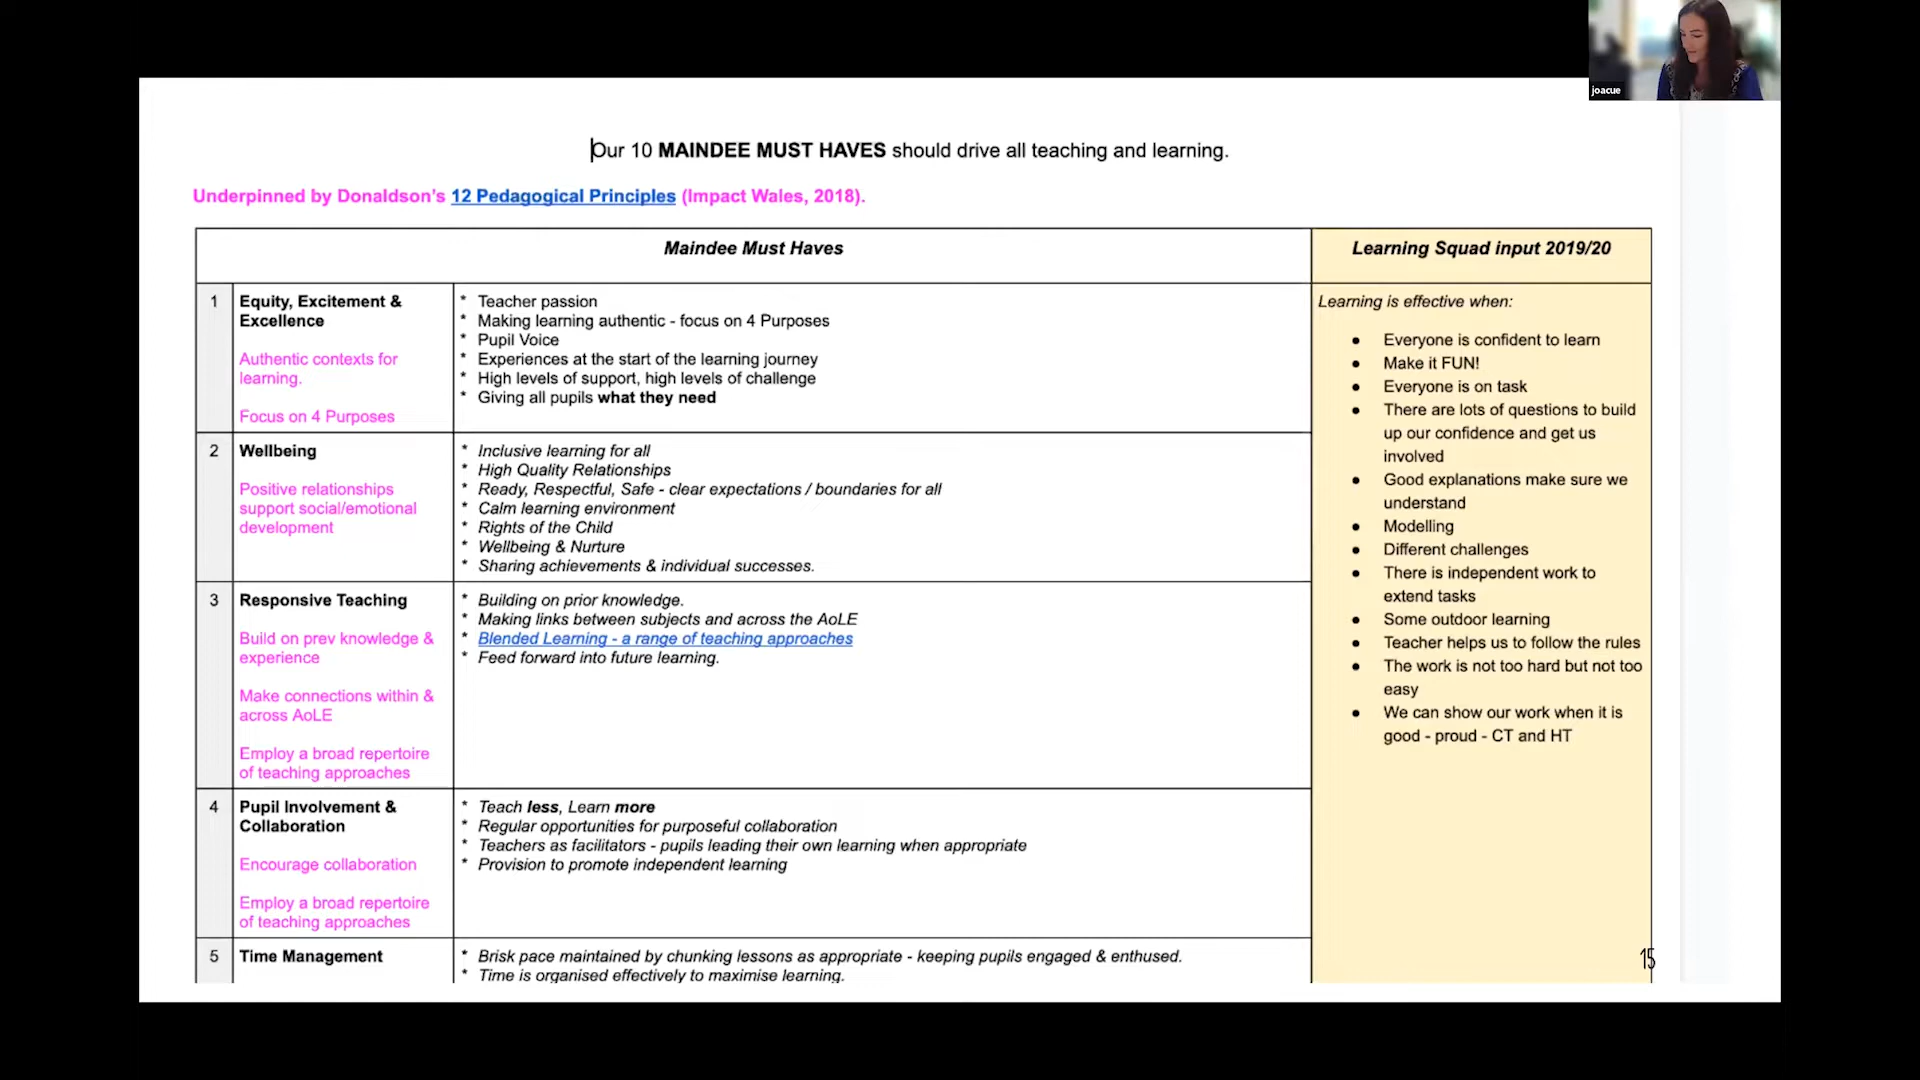 joacue
Our 10 MAINDEE MUST HAVES should drive all teaching and learning.
Underpinned by Donaldson's 12 Pedagogical Principles (Impact Wales, 2018).
Maindee Must Haves
Learning Squad input 2019/20
1
Equity, Excitement &
Excellence
Authentic contexts for
learning.
Focus on 4 Purposes
* Teacher passion
* Making learning authentic - focus on 4 Purposes
* Pupil Voice
* Experiences at the start of the learning journey
* High levels of support, high levels of challenge
* Giving all pupils what they need
2
Wellbeing
Positive relationships
support social/emotional
development
* Inclusive learning for all
* High Quality Relationships
* Ready, Respectful, Safe - clear expectations / boundaries for all
* Calm learning environment
* Rights of the Child
* Wellbeing & Nurture
* Sharing achievements & individual successes.
3
Responsive Teaching
Build on prev knowledge &
experience
Make connections within &
across AoLE
Employ a broad repertoire
of teaching approaches
* Building on prior knowledge.
* Making links between subjects and across the AoLE
* Blended Learning - a range of teaching approaches
* Feed forward into future learning.
4
Pupil Involvement &
Collaboration
Encourage collaboration
Employ a broad repertoire
of teaching approaches
* Teach less, Learn more
* Regular opportunities for purposeful collaboration
* Teachers as facilitators - pupils leading their own learning when appropriate
* Provision to promote independent learning
5
Time Management
* Brisk pace maintained by chunking lessons as appropriate - keeping pupils engaged & enthused.
* Time is organised effectively to maximise learning.
Learning is effective when:
● Everyone is confident to learn
● Make it FUN!
● Everyone is on task
● There are lots of questions to build
up our confidence and get us
involved
● Good explanations make sure we
understand
● Modelling
● Different challenges
● There is independent work to
extend tasks
● Some outdoor learning
● Teacher helps us to follow the rules
● The work is not too hard but not too
easy
● We can show our work when it is
good - proud - CT and HT
15